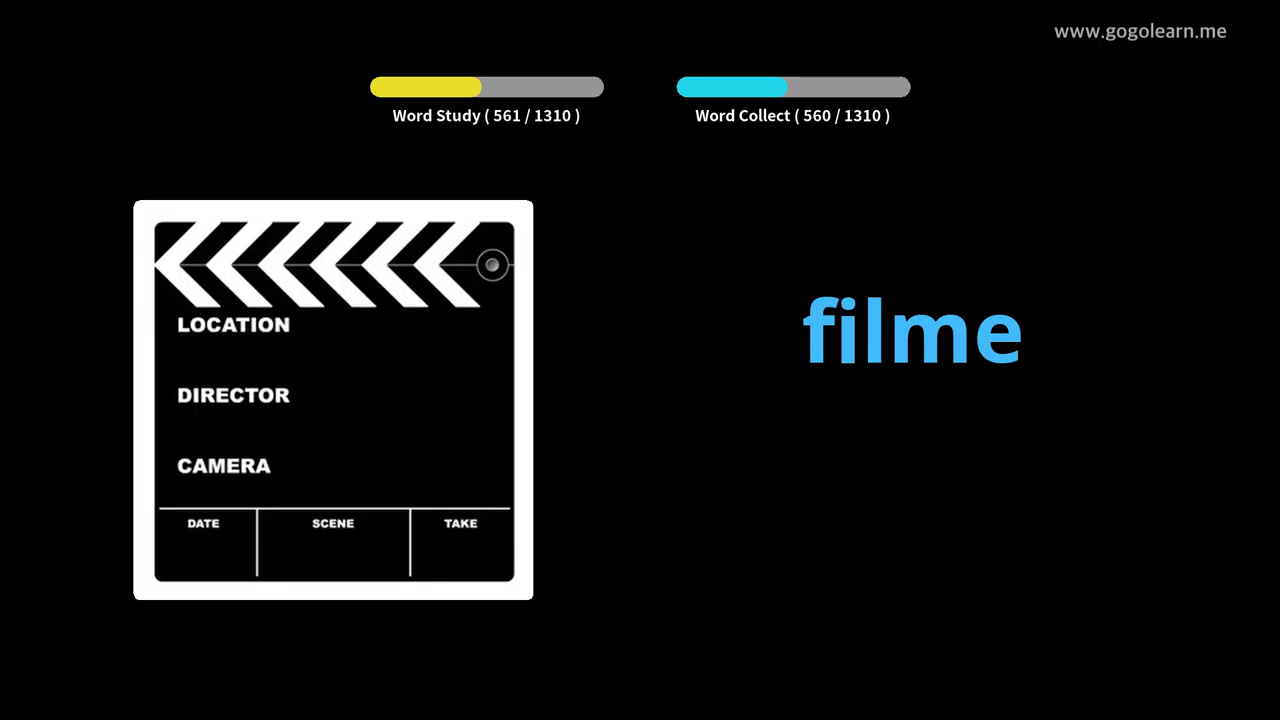 www.gogolearn.me
Word Study ( 561 / 1310 )
Word Collect ( 560 / 1310 )
LOCATION
DIRECTOR
CAMERA
DATE
SCENE
TAKE
filme